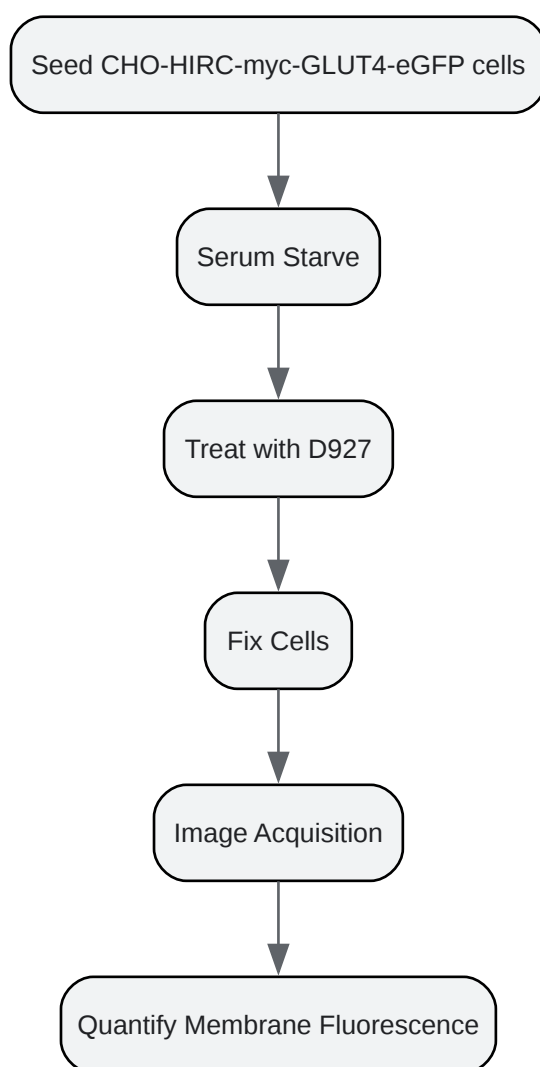 Seed CHO-HIRC-myc-GLUT4-eGFP cells
Serum Starve
Treat with D927
Fix Cells
Image Acquisition
Quantify Membrane Fluorescence